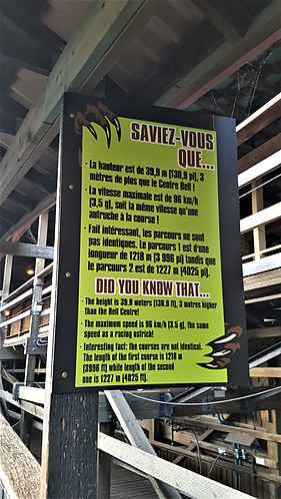 SAVIEZ-VOUS
QUE...
· La hauteur est de 39,9 m [130,9 pi], 3
mètres de plus que le Centre Bell !
· La vitesse maximale est de 96 km/h
(3,5 g), soit la même vitesse qu'une
autruche à la course !
· Fait intéressant, les parcours ne sont
pas identiques. Le parcours 1 est d'une
longueur de 1218 m (3 996 pi) tandis que
le parcours 2 est de 1227 m (4025 pi).
DID YOU KNOW THAT...
· The height is 39.9 meters (130.9 ft), 3 meters higher
than the Bell Centre!
· The maximum speed is 96 km/h (3.5 g), the same
speed as a racing ostrich!
· Interesting fact: the courses are not identical.
The length of the first course is 1218 m
(3996 ft) while length of the second
one is 1227 m (4025 ft).